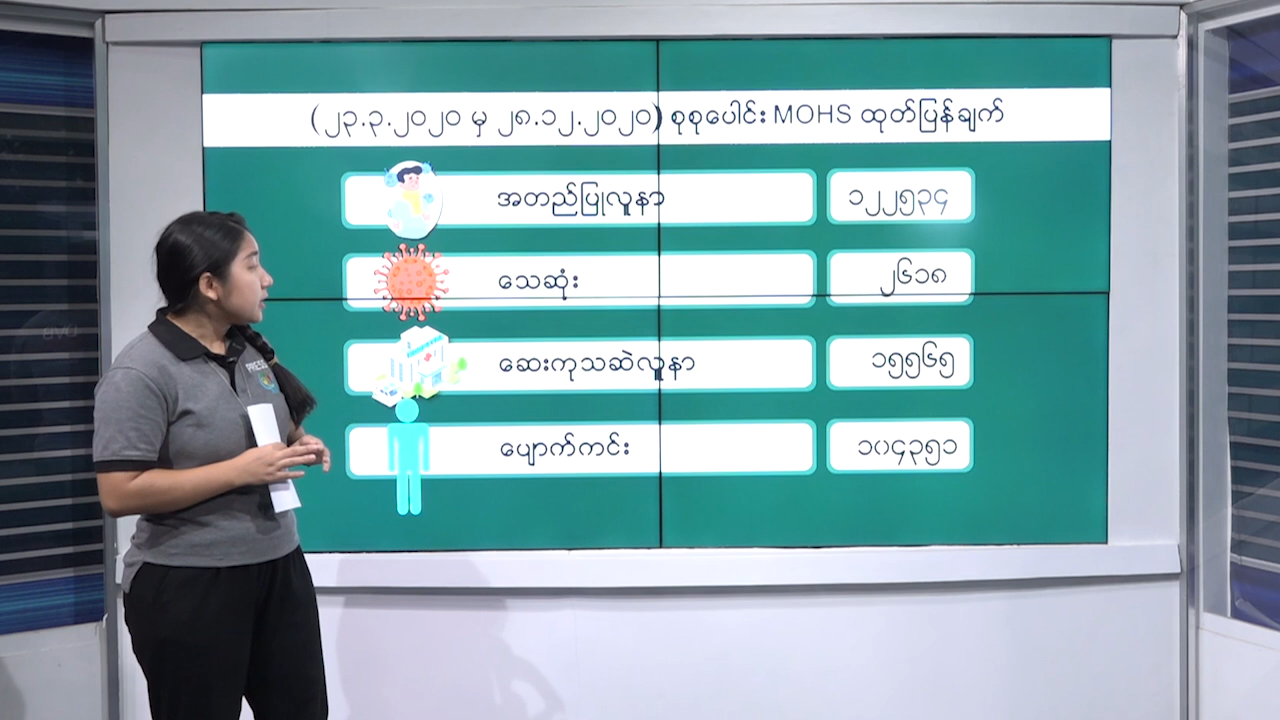 (၂၃.၃.၂၀၂၀ မှ ၂၈.၁၂.၂၀၂၀) စုစုပေါင်း MOHS ထုတ်ပြန်ချက်
အတည်ပြုလူနာ ၁၂၂၅၃၄
သေဆုံး ၂၆၁၈
ဆေးကုသဆဲလူနာ ၁၅၅၆၅
ပျောက်ကင်း ၁၀၄၃၅၁
PRESS